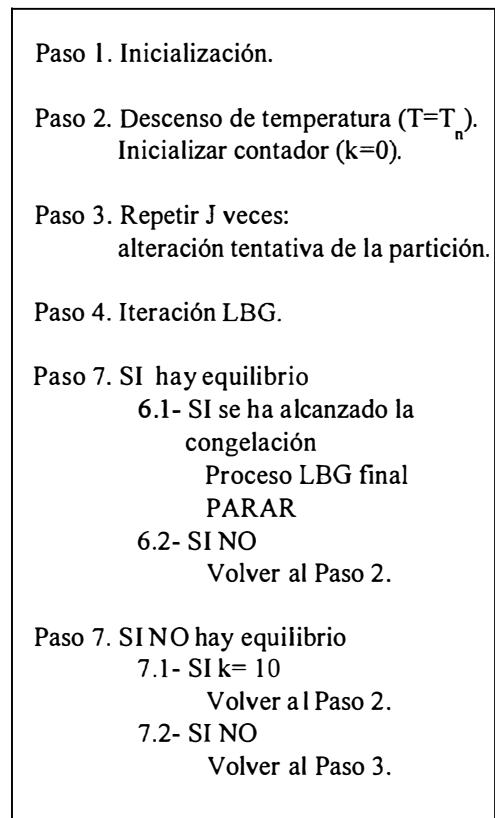 Paso 1. Inicialización.
Paso 2. Descenso de temperatura (T=Tn).
Inicializar contador (k=0).
Paso 3. Repetir J veces:
alteración tentativa de la partición.
Paso 4. Iteración LBG.
Paso 7. SI hay equilibrio
6.1- SI se ha alcanzado la
congelación
Proceso LBG final
PARAR
6.2- SI NO
Volver al Paso 2.
Paso 7. SI NO hay equilibrio
7.1- SI k= 10
Volver al Paso 2.
7.2- SI NO
Volver al Paso 3.